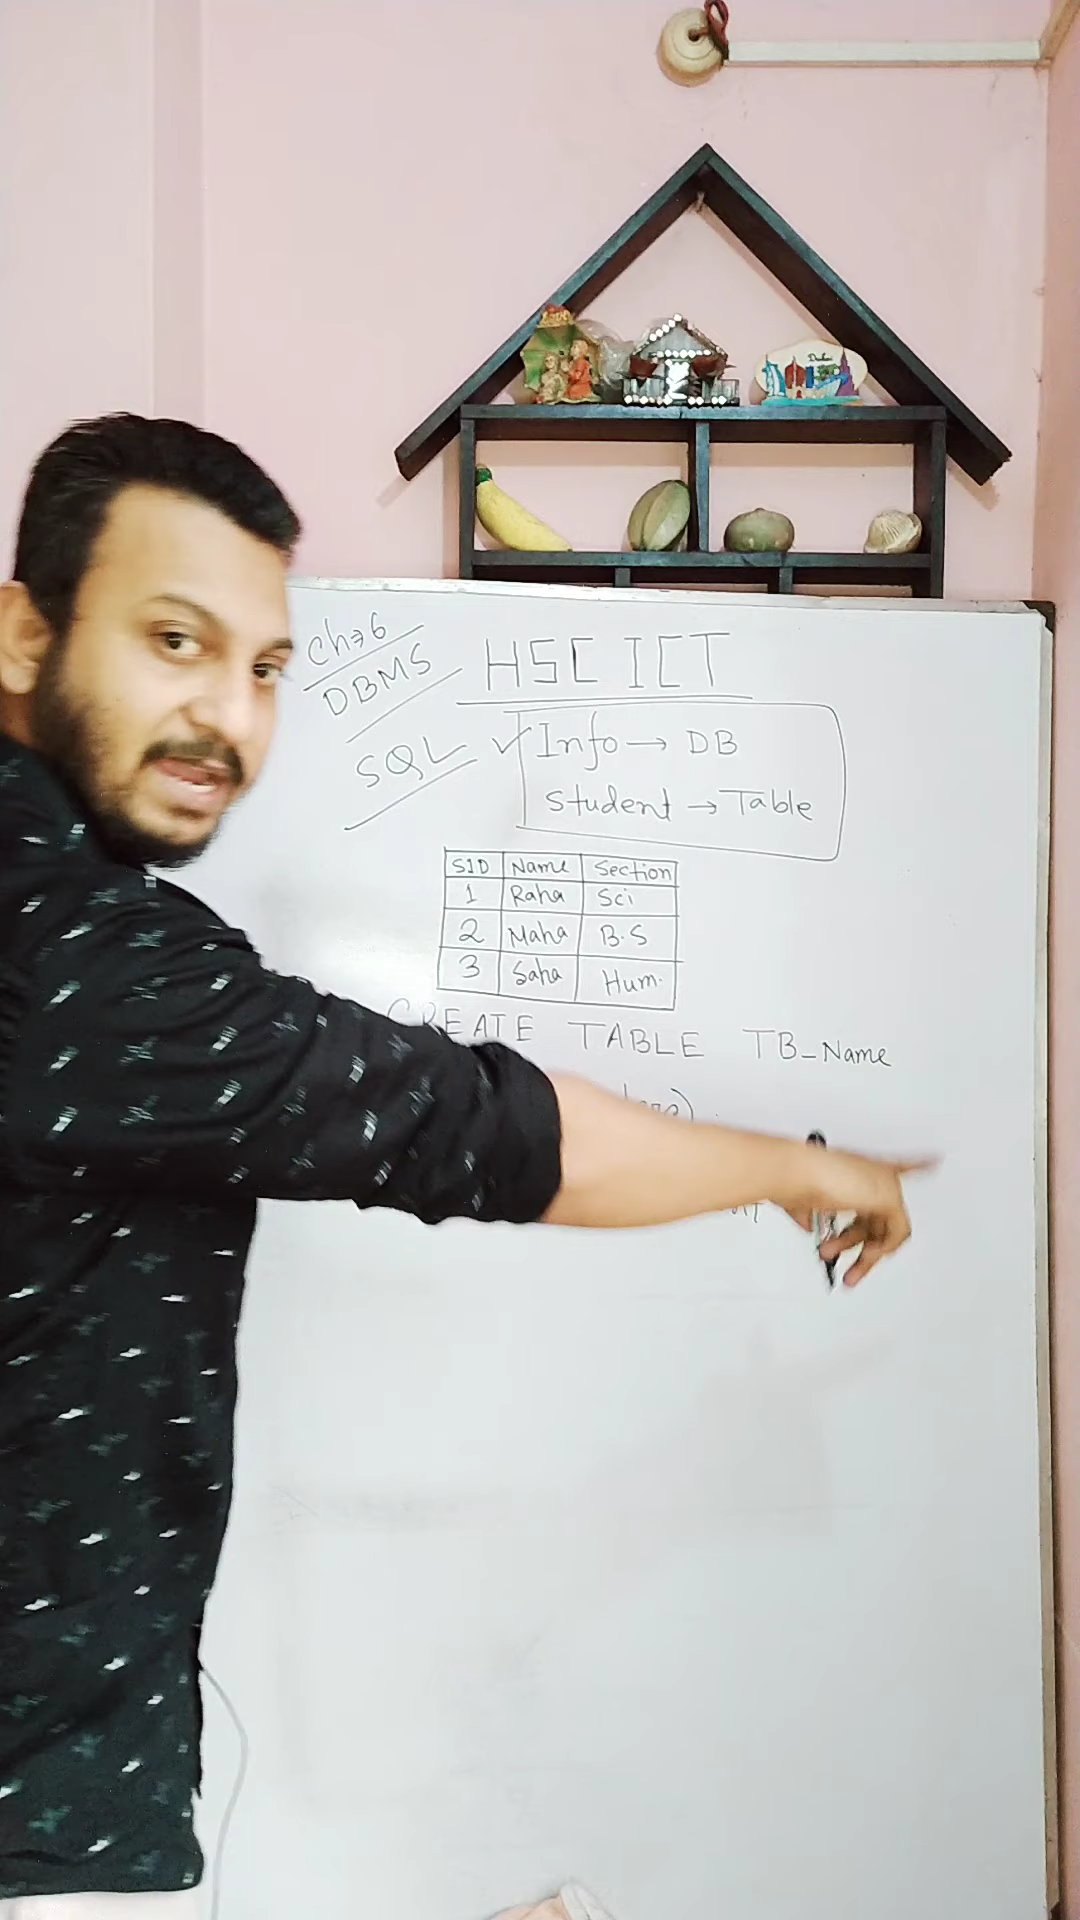 Dubai
Ch→6
DBMS
HSC ICT
SQL
✓ Info → DB
Student → Table
SID Name Section
1 Raha Sci
2 Maha B.S
3 Saha Hum.
CREATE TABLE TB_Name